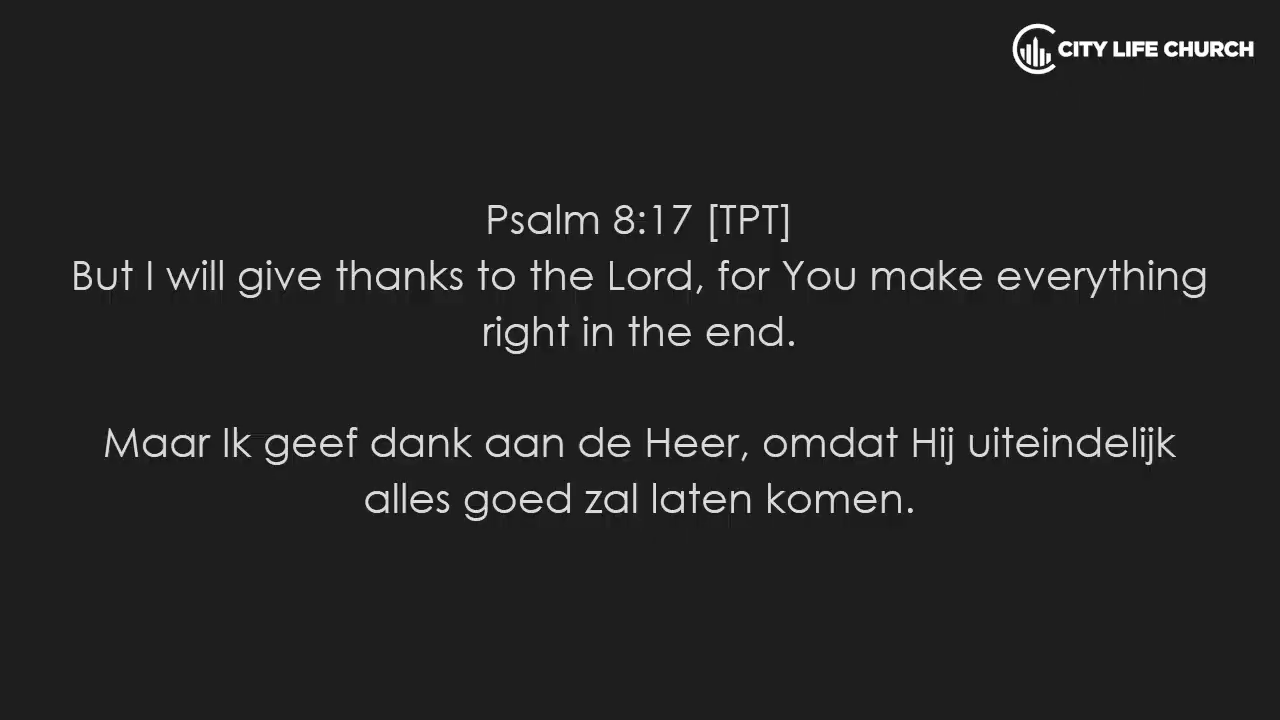 CITY LIFE CHURCH
Psalm 8:17 [TPT]
But I will give thanks to the Lord, for You make everything
right in the end.
Maar Ik geef dank aan de Heer, omdat Hij uiteindelijk
alles goed zal laten komen.